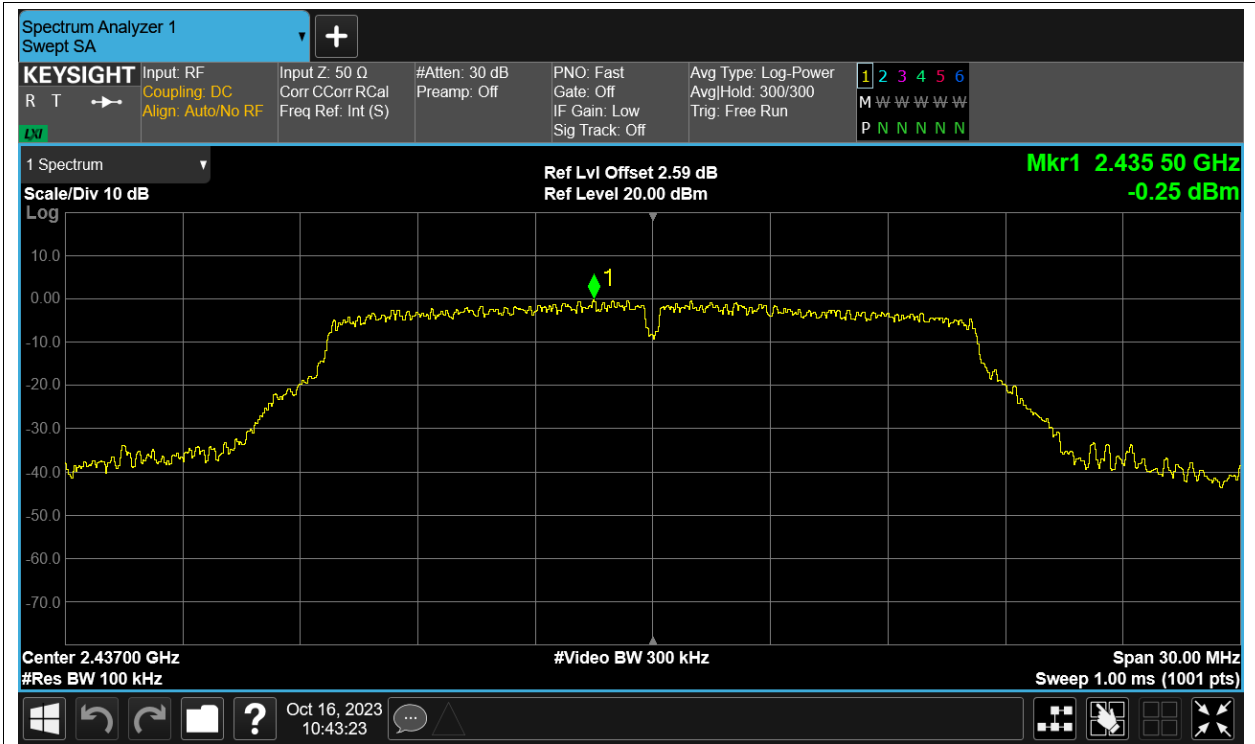 Spectrum Analyzer 1
Swept SA
+
KEYSIGHT
R T
LXI
Input: RF
Coupling: DC
Align: Auto/No RF
Input Z: 50 Ω
Corr CCorr RCal
Freq Ref: Int (S)
#Atten: 30 dB
Preamp: Off
PNO: Fast
Gate: Off
IF Gain: Low
Sig Track: Off
Avg Type: Log-Power
Avg|Hold: 300/300
Trig: Free Run
1 2 3 4 5 6
M W W W W W
P N N N N N
1 Spectrum
Scale/Div 10 dB
Log
Ref Lvl Offset 2.59 dB
Ref Level 20.00 dBm
Mkr1 2.435 50 GHz
-0.25 dBm
1
10.0
0.00
-10.0
-20.0
-30.0
-40.0
-50.0
-60.0
-70.0
Center 2.43700 GHz
#Res BW 100 kHz
#Video BW 300 kHz
Span 30.00 MHz
Sweep 1.00 ms (1001 pts)
?
Oct 16, 2023
10:43:23